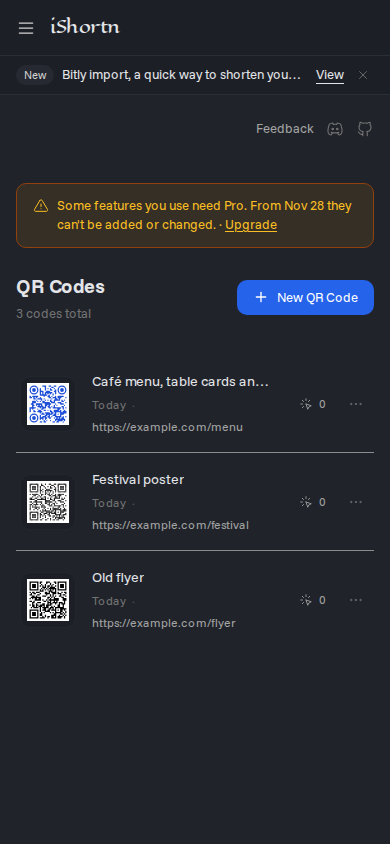 iShortn
New Bitly import, a quick way to shorten you... View
Feedback
Some features you use need Pro. From Nov 28 they
can't be added or changed. · Upgrade
QR Codes
3 codes total
New QR Code
Café menu, table cards an...
Today ·
0
https://example.com/menu
Festival poster
Today ·
0
https://example.com/festival
Old flyer
Today ·
0
https://example.com/flyer